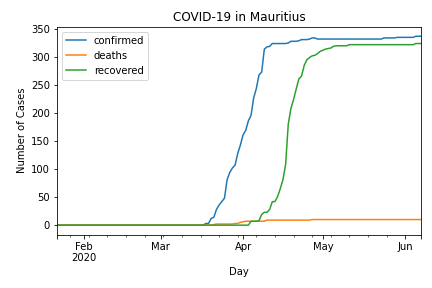 COVID-19 in Mauritius
350
300
250
200
150
100
50
0
Number of Cases
confirmed
deaths
recovered
Feb
2020
Mar
Apr
May
Jun
Day